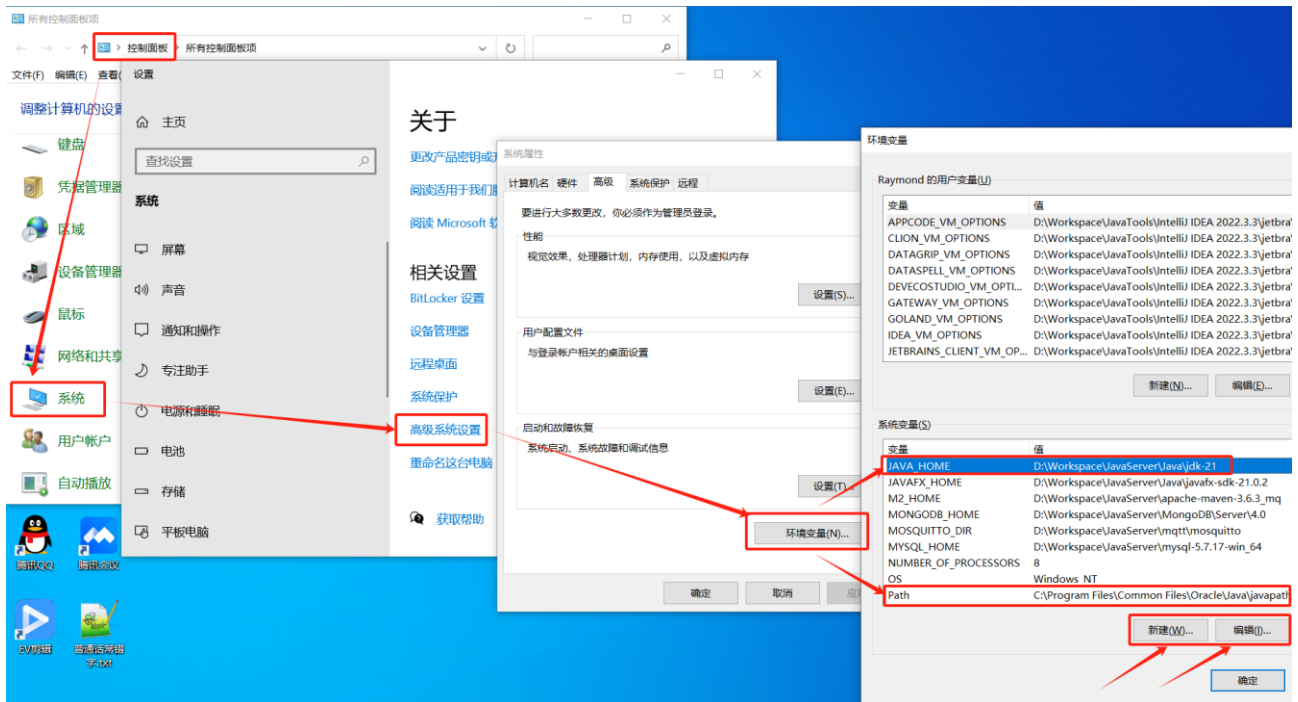 所有控制面板项
控制面板
所有控制面板项
文件(F) 编辑(E) 查看(
调整计算机的设置
键盘
凭据管理器
区域
设备管理器
鼠标
网络和共享
系统
用户帐户
自动播放
腾讯QQ
腾讯会议
EV剪辑
普通话常错字.txt
设置
主页
查找设置
系统
屏幕
声音
通知和操作
专注助手
电源和睡眠
电池
存储
平板电脑
关于
更改产品密钥或
阅读适用于我们
阅读 Microsoft 软
相关设置
BitLocker 设置
设备管理器
远程桌面
系统保护
高级系统设置
重命名这台电脑
获取帮助
系统属性
计算机名 硬件 高级 系统保护 远程
要进行大多数更改，你必须作为管理员登录。
性能
视觉效果，处理器计划，内存使用，以及虚拟内存
设置(S)...
用户配置文件
与登录帐户相关的桌面设置
设置(E)...
启动和故障恢复
系统启动、系统故障和调试信息
设置(T)...
环境变量(N)...
确定 取消 应
环境变量
Raymond 的用户变量(U)
变量 值
APPCODE_VM_OPTIONS D:\Workspace\JavaTools\IntelliJ IDEA 2022.3.3\jetbra
CLION_VM_OPTIONS D:\Workspace\JavaTools\IntelliJ IDEA 2022.3.3\jetbra
DATAGRIP_VM_OPTIONS D:\Workspace\JavaTools\IntelliJ IDEA 2022.3.3\jetbra
DATASPELL_VM_OPTIONS D:\Workspace\JavaTools\IntelliJ IDEA 2022.3.3\jetbra
DEVECOSTUDIO_VM_OPTI... D:\Workspace\JavaTools\IntelliJ IDEA 2022.3.3\jetbra
GATEWAY_VM_OPTIONS D:\Workspace\JavaTools\IntelliJ IDEA 2022.3.3\jetbra
GOLAND_VM_OPTIONS D:\Workspace\JavaTools\IntelliJ IDEA 2022.3.3\jetbra
IDEA_VM_OPTIONS D:\Workspace\JavaTools\IntelliJ IDEA 2022.3.3\jetbra
JETBRAINS_CLIENT_VM_OP... D:\Workspace\JavaTools\IntelliJ IDEA 2022.3.3\jetbra
新建(N)... 编辑(E)...
系统变量(S)
变量 值
JAVA_HOME D:\Workspace\JavaServer\Java\jdk-21
JAVAFX_HOME D:\Workspace\JavaServer\Java\javafx-sdk-21.0.2
M2_HOME D:\Workspace\JavaServer\apache-maven-3.6.3_mq
MONGODB_HOME D:\Workspace\JavaServer\MongoDB\Server\4.0
MOSQUITTO_DIR D:\Workspace\JavaServer\mqtt\mosquitto
MYSQL_HOME D:\Workspace\JavaServer\mysql-5.7.17-win_64
NUMBER_OF_PROCESSORS 8
OS Windows_NT
Path C:\Program Files\Common Files\Oracle\Java\javapath
新建(W)... 编辑(I)...
确定